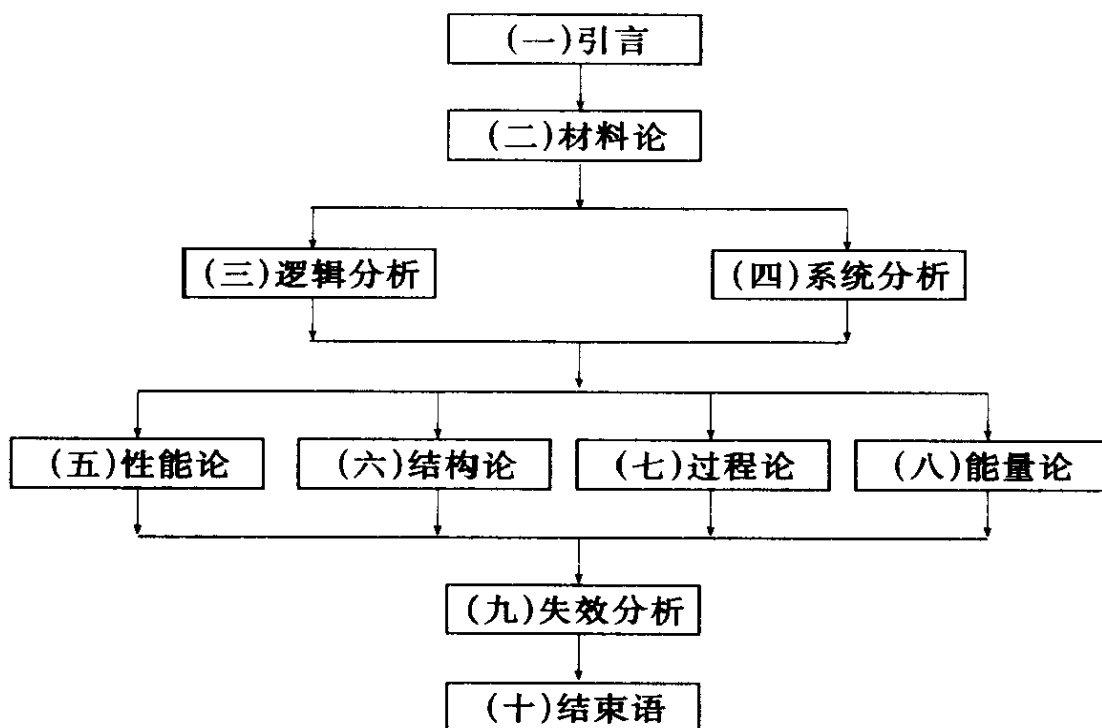 (一)引言
(二)材料论
(三)逻辑分析
(四)系统分析
(五)性能论
(六)结构论
(七)过程论
(八)能量论
(九)失效分析
(十)结束语